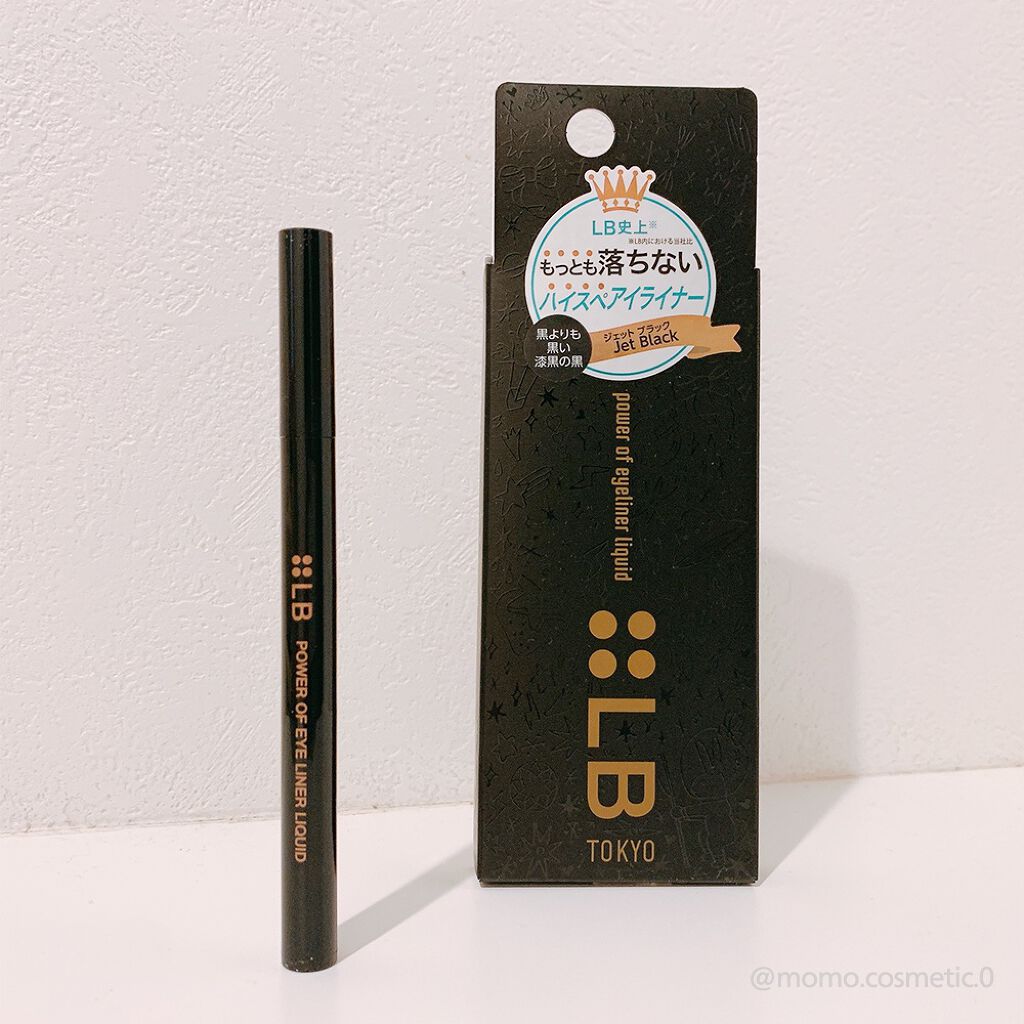 LB
POWER OF EYE LINER LIQUID
LB史上※
※LB内における当社比
もっとも落ちない
ハイスペアイライナー
黒よりも
黒い
漆黒の黒
ジェット ブラック
Jet Black
power of eyeliner liquid
LB
TOKYO
@momo.cosmetic.0